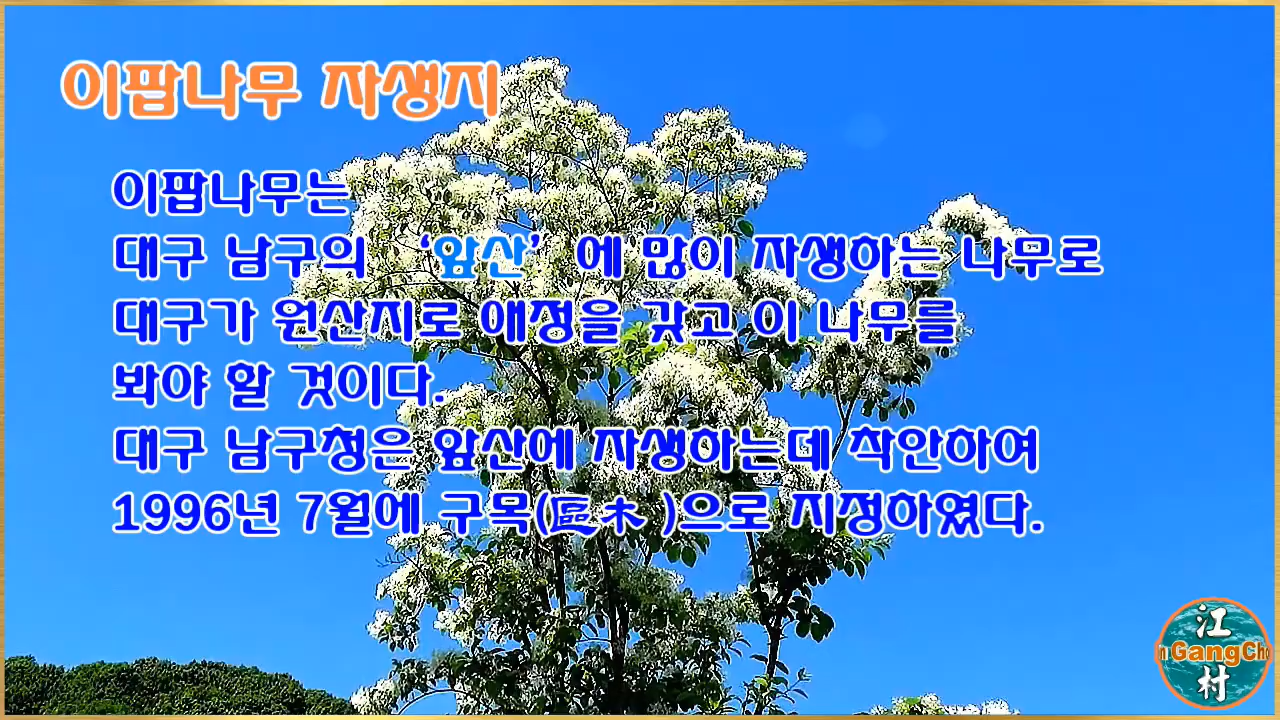 이팝나무 자생지
이팝나무는
대구 남구의 ‘앞산’에 많이 자생하는 나무로
대구가 원산지로 애정을 갖고 이 나무를
봐야 할 것이다.
대구 남구청은 앞산에 자생하는데 착안하여
1996년 7월에 구목(區木 )으로 지정하였다.
江
n GangCho
村